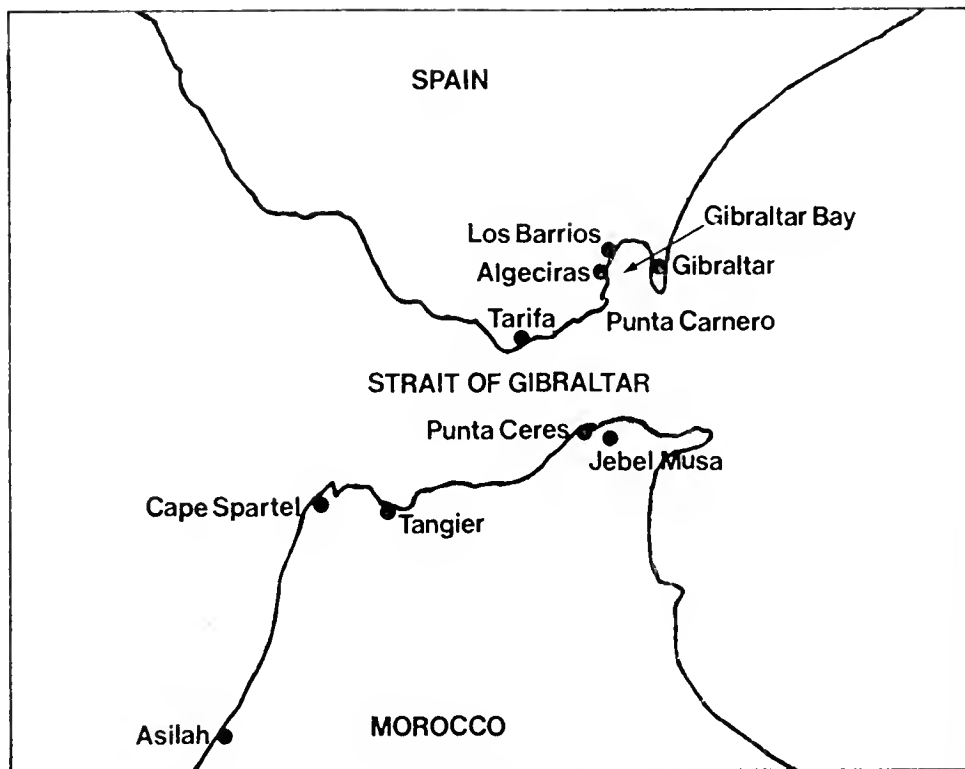 SPAIN
Gibraltar Bay
Los Barrios
Algeciras
Gibraltar
Tarifa
Punta Carnero
STRAIT OF GIBRALTAR
Punta Ceres
Jebel Musa
Cape Spartel
Tangier
Asilah
MOROCCO